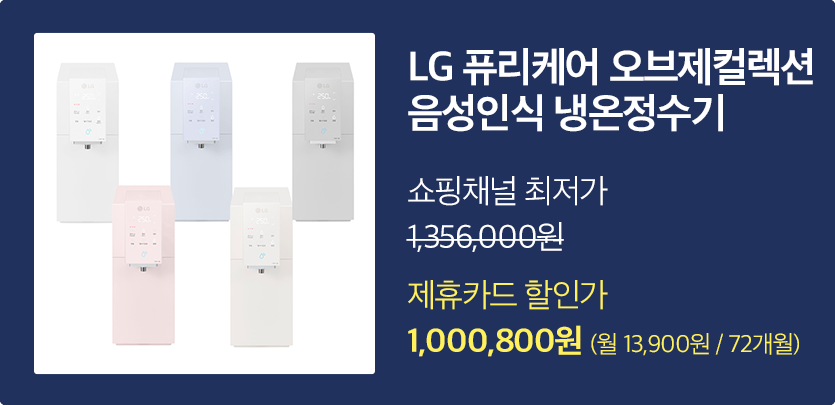 LG 퓨리케어 오브제컬렉션
음성인식 냉온정수기
쇼핑채널 최저가
1,356,000원
제휴카드 할인가
1,000,800원 (월 13,900원 / 72개월)